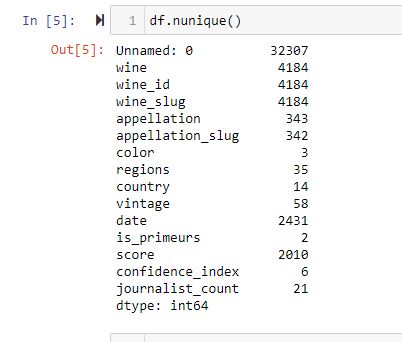 In [5]: 1 df.nunique()
Out[5]: Unnamed: 0 32307
wine 4184
wine_id 4184
wine_slug 4184
appellation 343
appellation_slug 342
color 3
regions 35
country 14
vintage 58
date 2431
is_primeurs 2
score 2010
confidence_index 6
journalist_count 21
dtype: int64